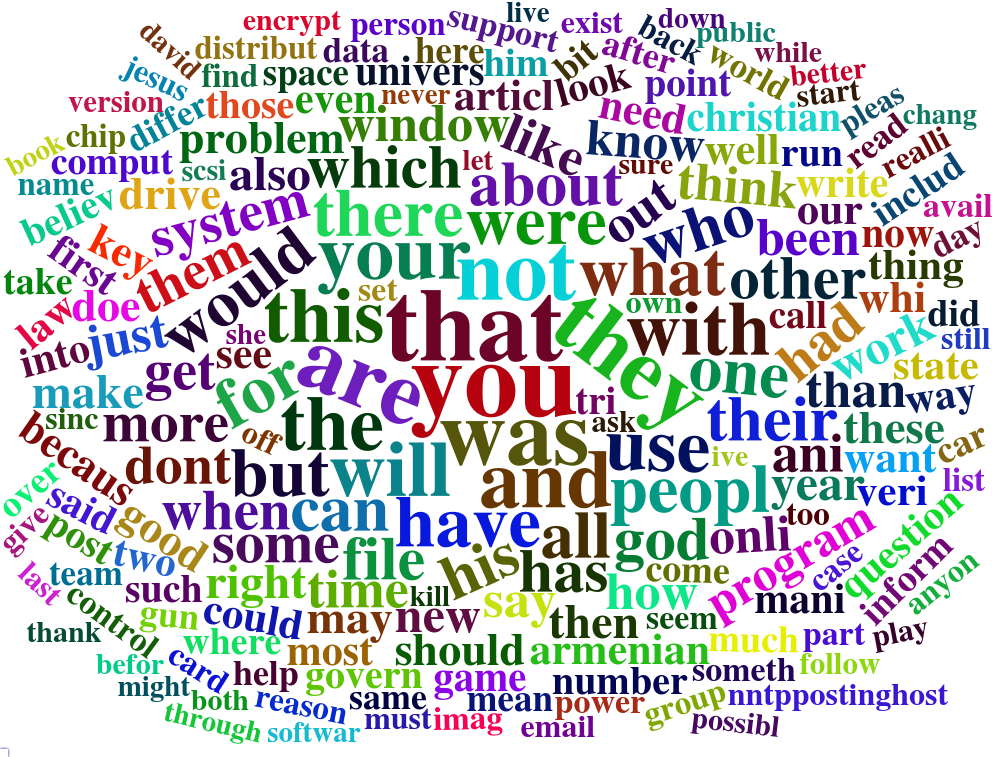 live
encrypt person support exist down
david distribut data here him bit after back public
jesus find space univers look point world while
version those even never articl need christian better start
differ window like pleas chang
book chip problem which let know well run read realli
comput scsi also about sure think write includ
name drive there were out who our avail
believ system your not what been now day
first key them would set own other thing
take law doe this that they with call whi did
into just she see are you one had work still
make get for tri than way state
sinc more off the was ask use their these car
becaus dont but will ive ani want list
over said when can and peopl year veri
give post good some have all god onli too question
go two file his has come program case inform
last team such right time kill say how mani anyon
control gun could may new then seem
thank where most should armenian much part play
befor card help govern game number someth follow
might both reason same mean power group nntppostinghost
through softwar must imag email possibl